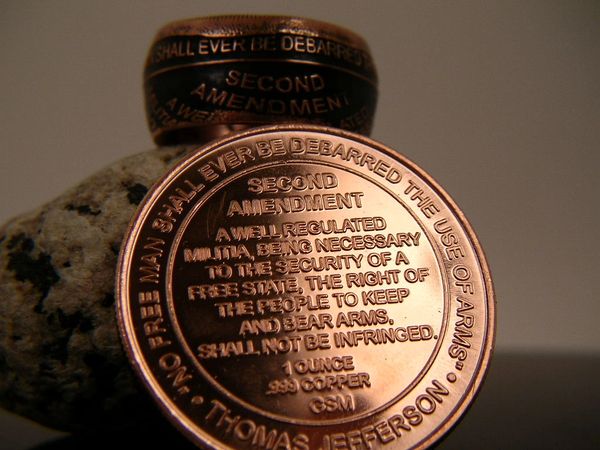 SHALL EVER BE DEBARRED
SECOND
AMENDMENT
A WELL
"NO FREE MAN SHALL EVER BE DEBARRED THE USE OF ARMS"
• THOMAS JEFFERSON •
SECOND
AMENDMENT
A WELL REGULATED
MILITIA, BEING NECESSARY
TO THE SECURITY OF A
FREE STATE, THE RIGHT OF
THE PEOPLE TO KEEP
AND BEAR ARMS,
SHALL NOT BE INFRINGED.
1 OUNCE
.999 COPPER
GSM